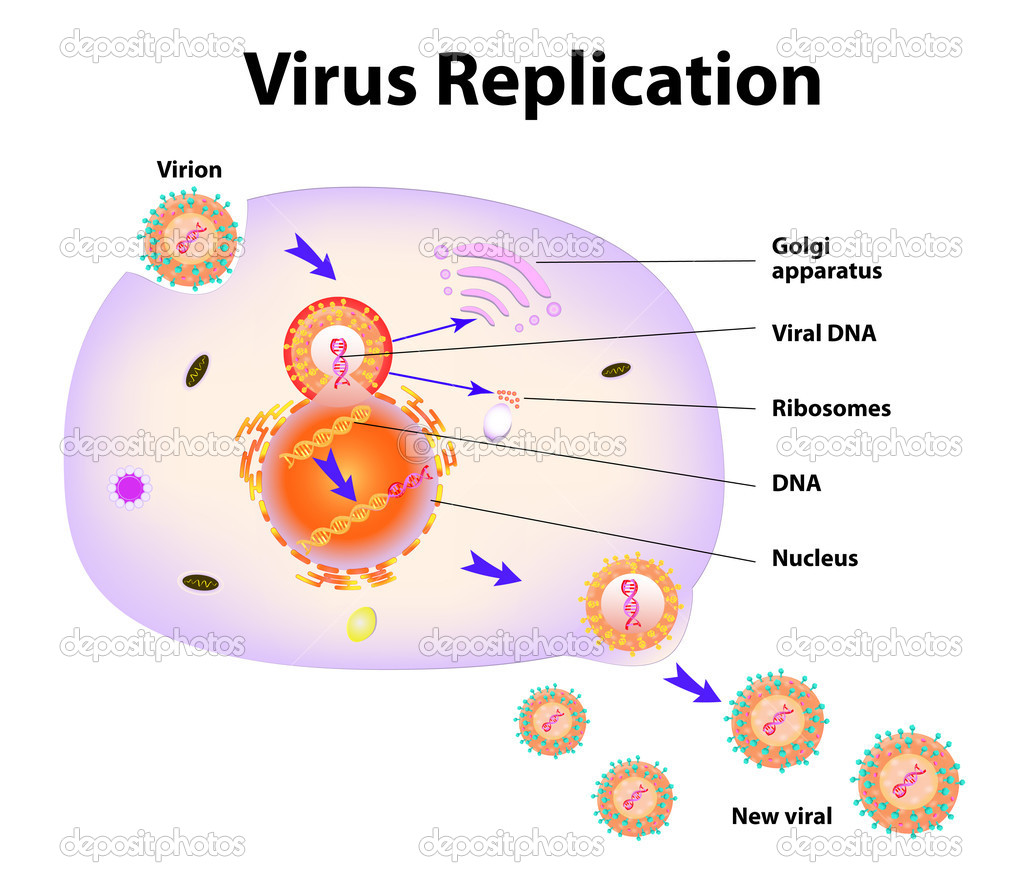 depositphotos depositphotos depositphotos
Virus Replication
Virion
depositphotos depositphotos depositphotos
Golgi
apparatus
Viral DNA
Ribosomes
depositphotos depositphotos depositphotos
DNA
Nucleus
depositphotos depositphotos depositphotos
New viral
depositphotos depositphotos depositphotos